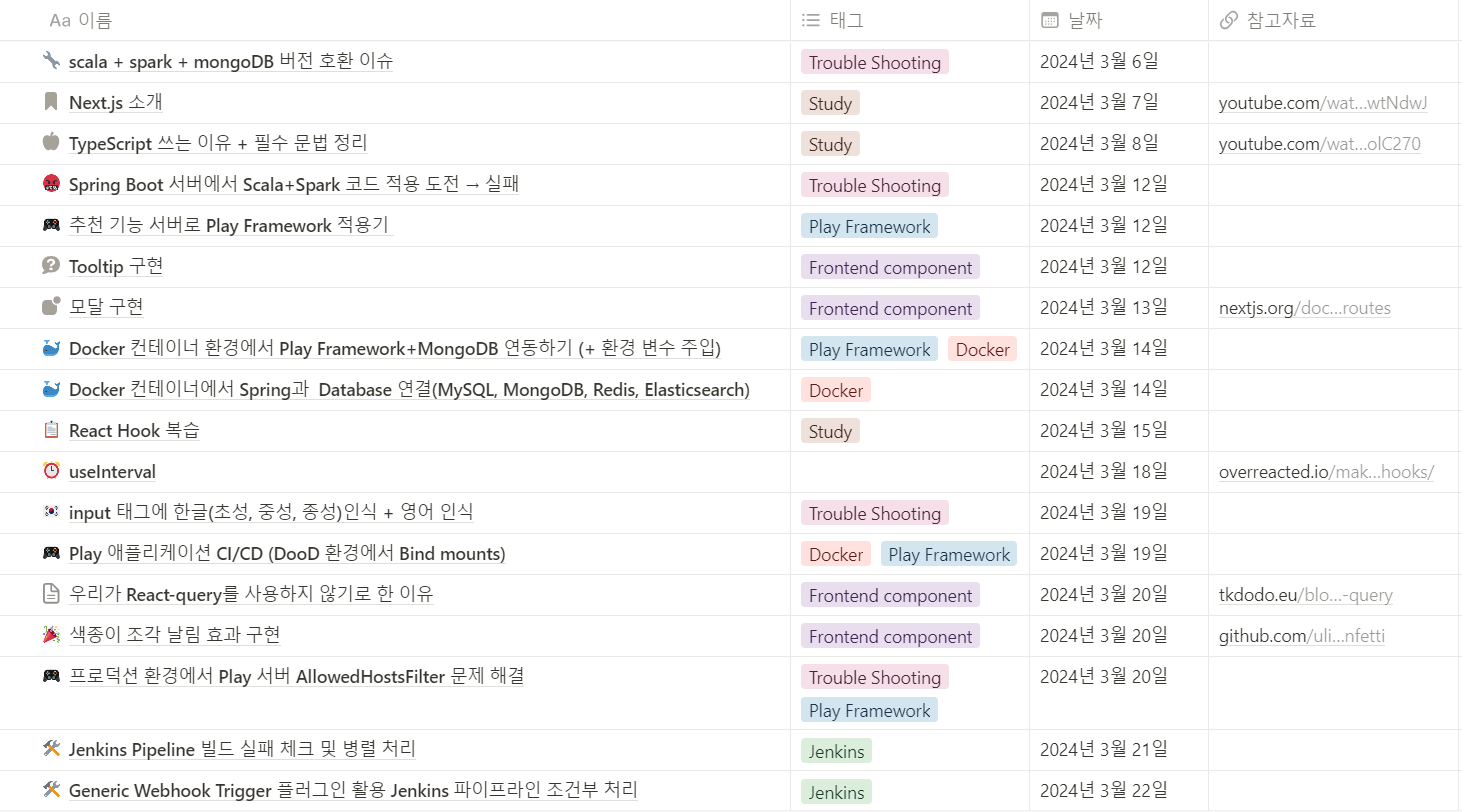 Aa 이름 태그 날짜 참고자료
scala + spark + mongoDB 버전 호환 이슈 Trouble Shooting 2024년 3월 6일
Next.js 소개 Study 2024년 3월 7일 youtube.com/wat...wtNdwJ
TypeScript 쓰는 이유 + 필수 문법 정리 Study 2024년 3월 8일 youtube.com/wat...olC270
Spring Boot 서버에서 Scala+Spark 코드 적용 도전 → 실패 Trouble Shooting 2024년 3월 12일
추천 기능 서버로 Play Framework 적용기 Play Framework 2024년 3월 12일
Tooltip 구현 Frontend component 2024년 3월 12일
모달 구현 Frontend component 2024년 3월 13일 nextjs.org/doc...routes
Docker 컨테이너 환경에서 Play Framework+MongoDB 연동하기 (+ 환경 변수 주입) Play Framework Docker 2024년 3월 14일
Docker 컨테이너에서 Spring과 Database 연결(MySQL, MongoDB, Redis, Elasticsearch) Docker 2024년 3월 14일
React Hook 복습 Study 2024년 3월 15일
useInterval 2024년 3월 18일 overreacted.io/mak...hooks/
input 태그에 한글(초성, 중성, 종성)인식 + 영어 인식 Trouble Shooting 2024년 3월 19일
Play 애플리케이션 CI/CD (DooD 환경에서 Bind mounts) Docker Play Framework 2024년 3월 19일
우리가 React-query를 사용하지 않기로 한 이유 Frontend component 2024년 3월 20일 tkdodo.eu/blo...-query
색종이 조각 날림 효과 구현 Frontend component 2024년 3월 20일 github.com/uli...nfetti
프로덕션 환경에서 Play 서버 AllowedHostsFilter 문제 해결 Trouble Shooting 2024년 3월 20일
Play Framework
Jenkins Pipeline 빌드 실패 체크 및 병렬 처리 Jenkins 2024년 3월 21일
Generic Webhook Trigger 플러그인 활용 Jenkins 파이프라인 조건부 처리 Jenkins 2024년 3월 22일